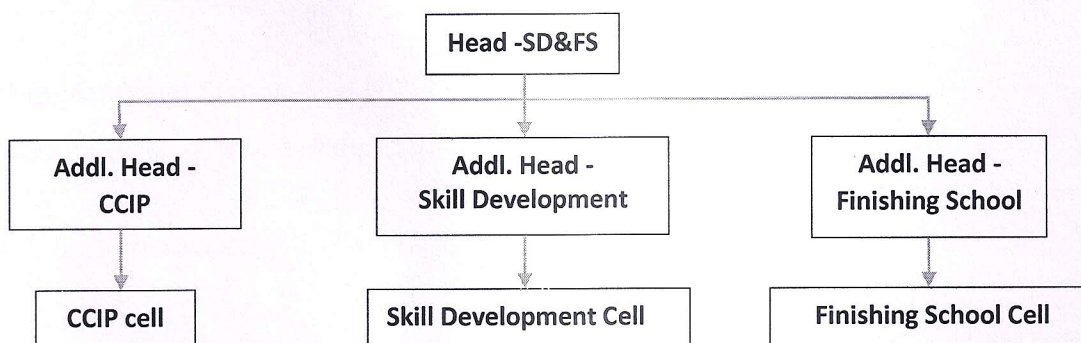 Head -SD&FS
Addl. Head -
CCIP
Addl. Head -
Skill Development
Addl. Head -
Finishing School
CCIP cell
Skill Development Cell
Finishing School Cell